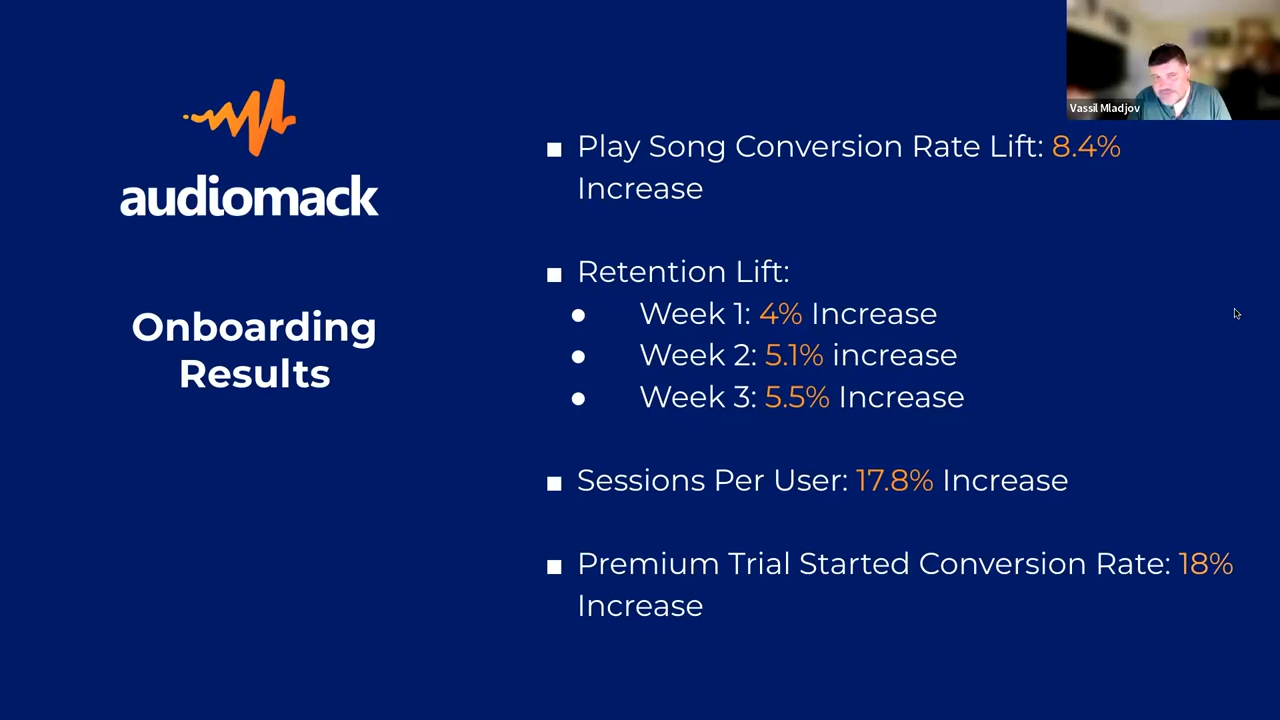 Vassil Mladjov
audiomack
Onboarding
Results
■ Play Song Conversion Rate Lift: 8.4%
Increase
■ Retention Lift:
● Week 1: 4% Increase
● Week 2: 5.1% increase
● Week 3: 5.5% Increase
■ Sessions Per User: 17.8% Increase
■ Premium Trial Started Conversion Rate: 18%
Increase